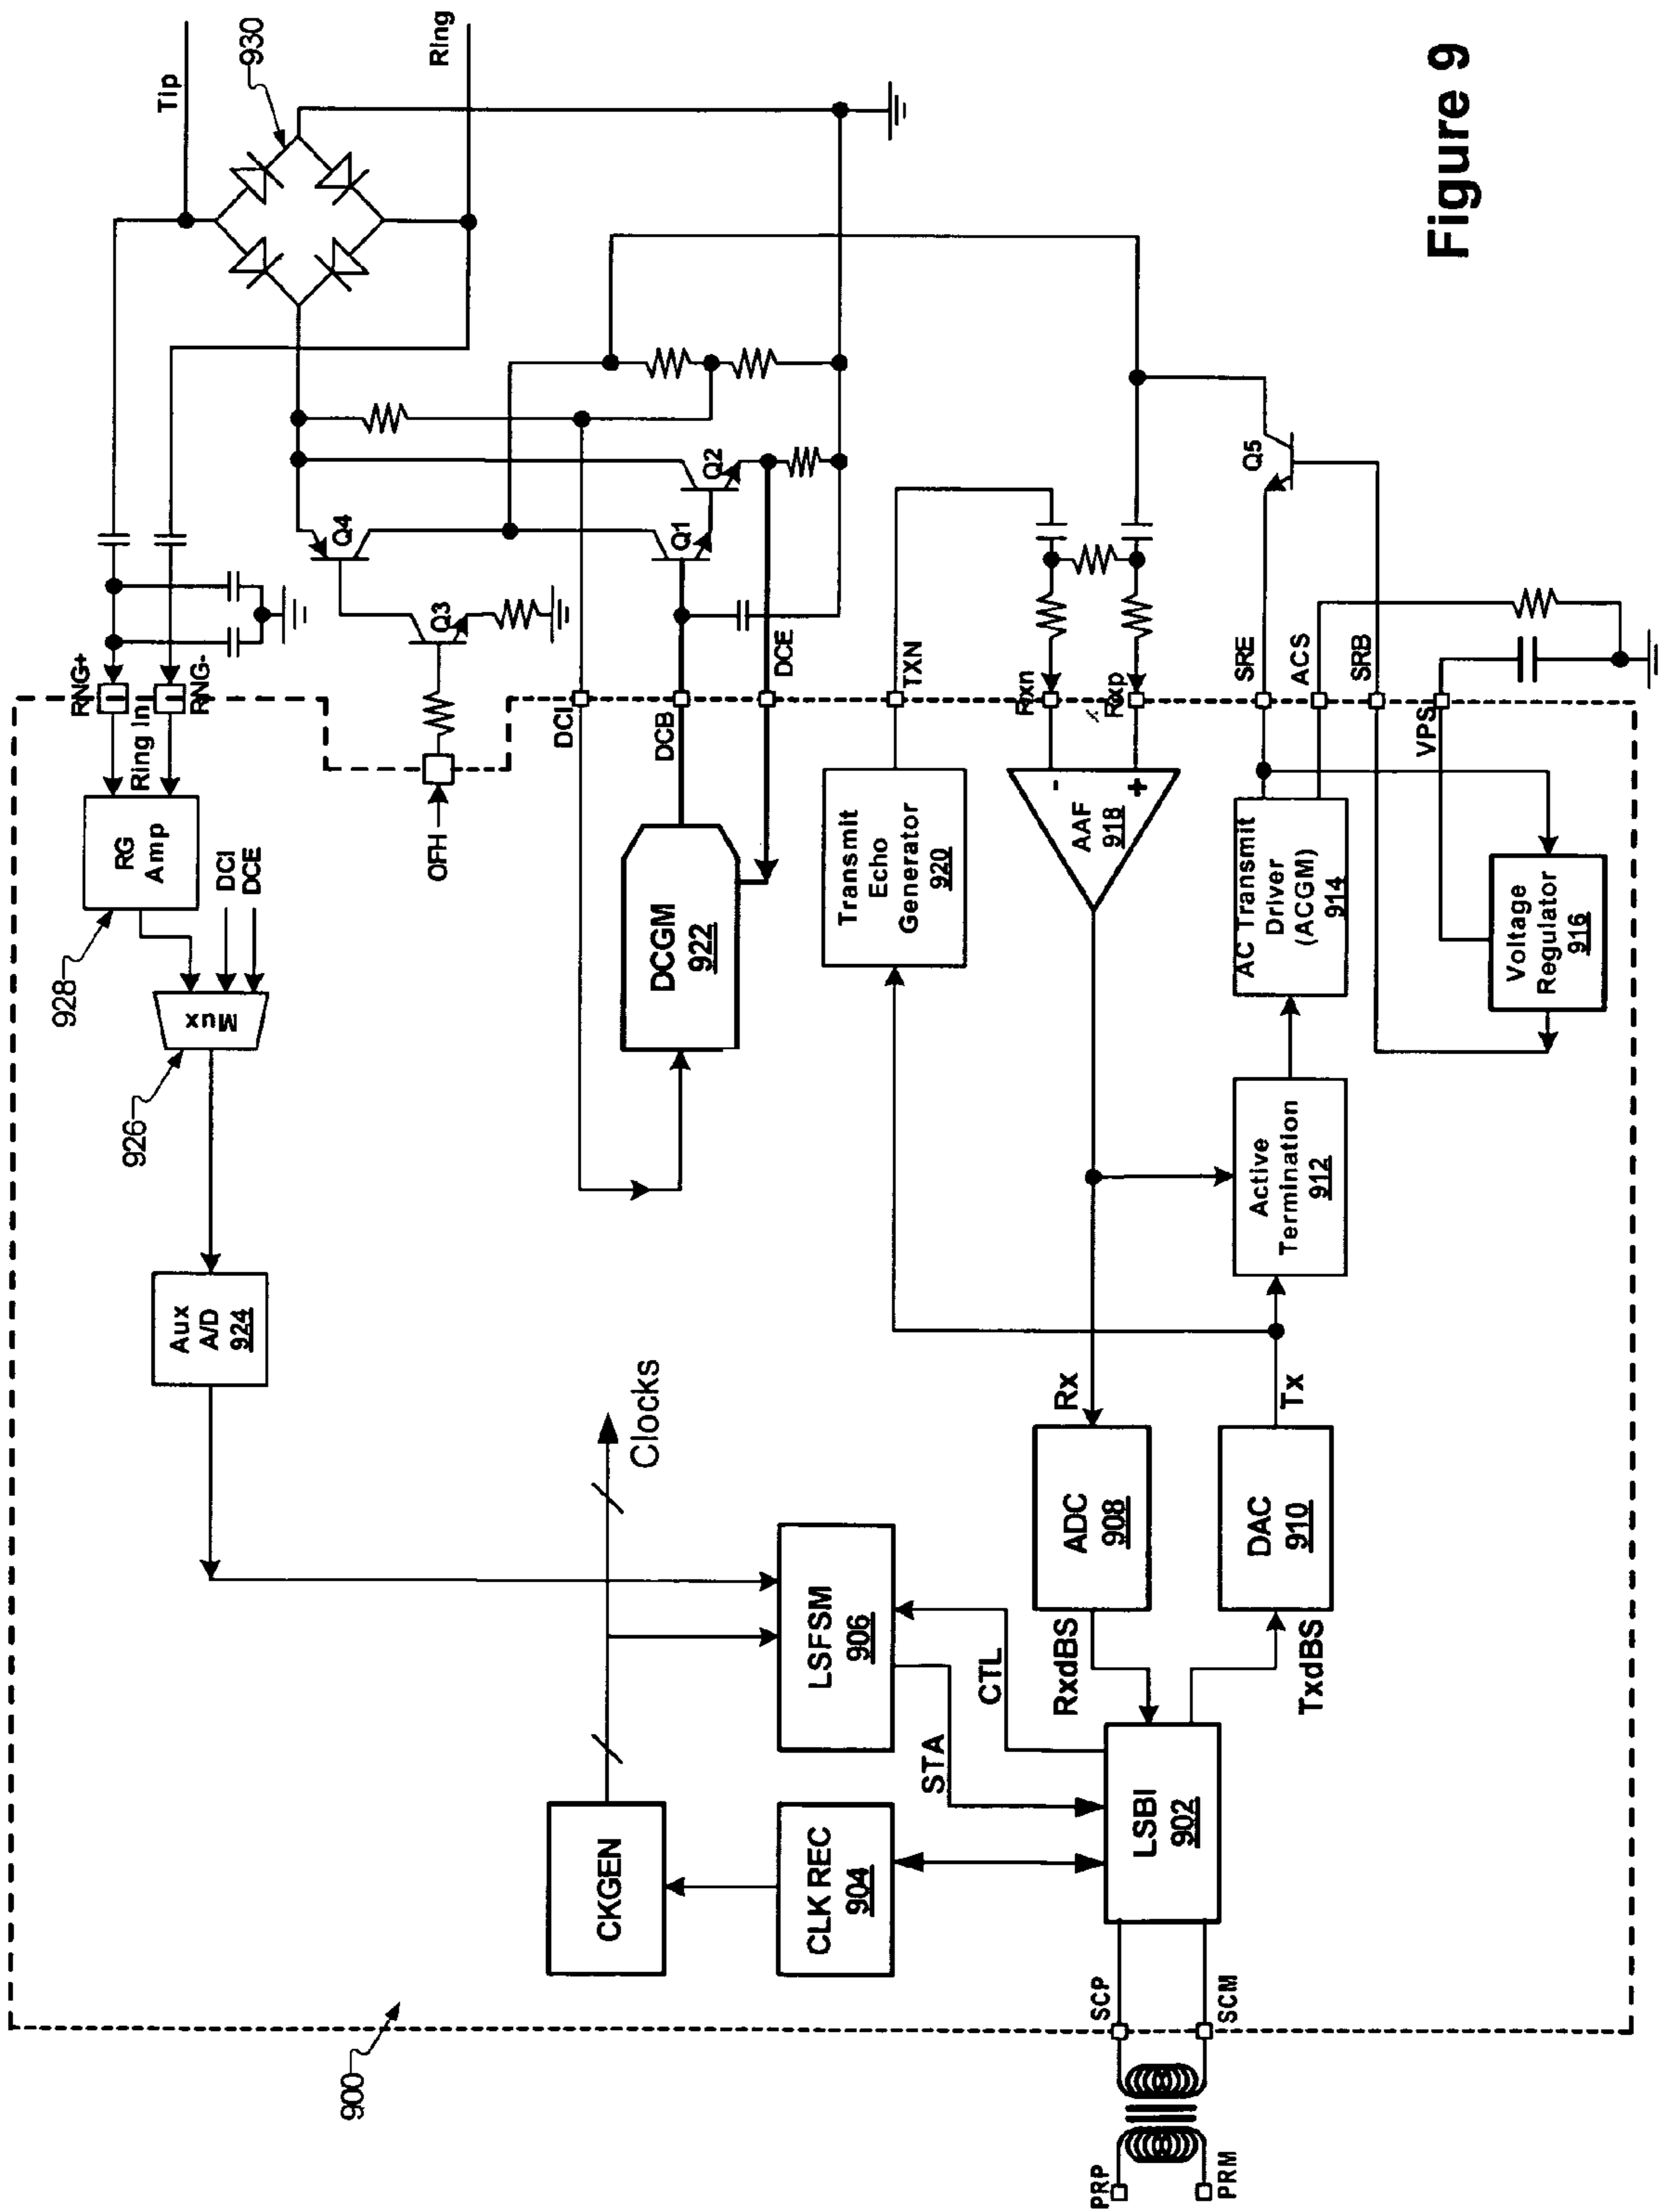 Tip
930
Ring
RNG+
Ring In
RNG-
RG
Amp
928
DCI
DCE
Mux
926
Aux
A/D
924
Q4
Q3
Q1
Q2
OFH
DCI
DCB
DCE
DCGM
922
TXN
Transmit
Echo
Generator
920
Rxn
Rxp
-
+
AAF
918
Q5
SRE
ACS
SRB
VPS
AC Transmit
Driver
(ACGM)
914
Voltage
Regulator
916
Active
Termination
912
Clocks
CKGEN
CLK REC
904
LSFSM
906
STA
CTL
Rx
ADC
908
RxdBS
Tx
DAC
910
TxdBS
LSBI
902
SCP
SCM
PRP
PRM
900
Figure 9